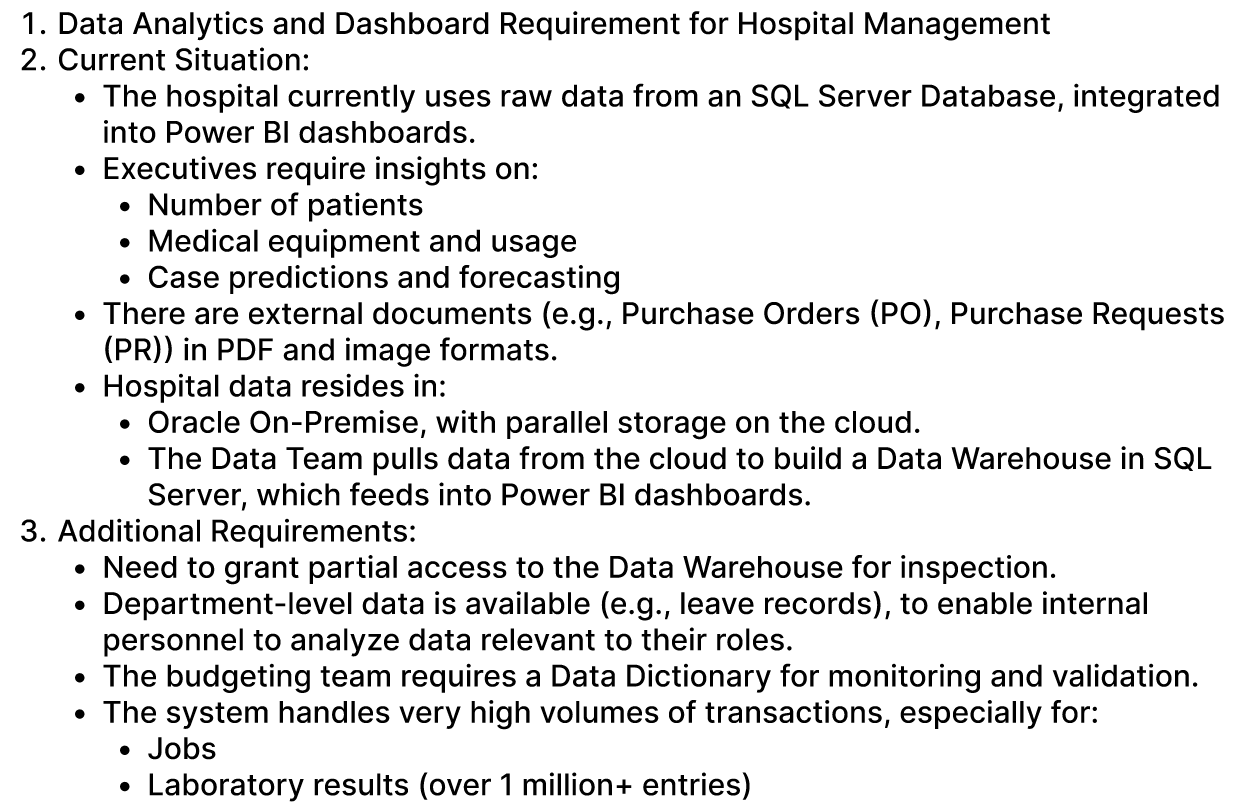 1. Data Analytics and Dashboard Requirement for Hospital Management
2. Current Situation:
• The hospital currently uses raw data from an SQL Server Database, integrated
into Power BI dashboards.
• Executives require insights on:
• Number of patients
• Medical equipment and usage
• Case predictions and forecasting
• There are external documents (e.g., Purchase Orders (PO), Purchase Requests
(PR)) in PDF and image formats.
• Hospital data resides in:
• Oracle On-Premise, with parallel storage on the cloud.
• The Data Team pulls data from the cloud to build a Data Warehouse in SQL
Server, which feeds into Power BI dashboards.
3. Additional Requirements:
• Need to grant partial access to the Data Warehouse for inspection.
• Department-level data is available (e.g., leave records), to enable internal
personnel to analyze data relevant to their roles.
• The budgeting team requires a Data Dictionary for monitoring and validation.
• The system handles very high volumes of transactions, especially for:
• Jobs
• Laboratory results (over 1 million+ entries)